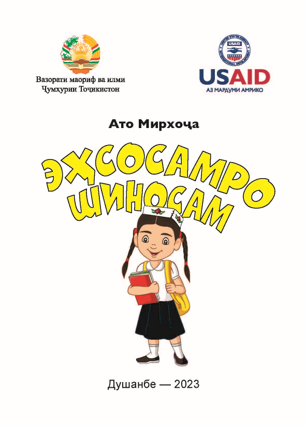 Вазорати маориф ва илми
Ҷумҳурии Тоҷикистон
USAID
АЗ МАРДУМИ АМРИКО
Ато Мирхоҷа
ЭҲСОСАМРО
ШИНОСАМ
Душанбе — 2023